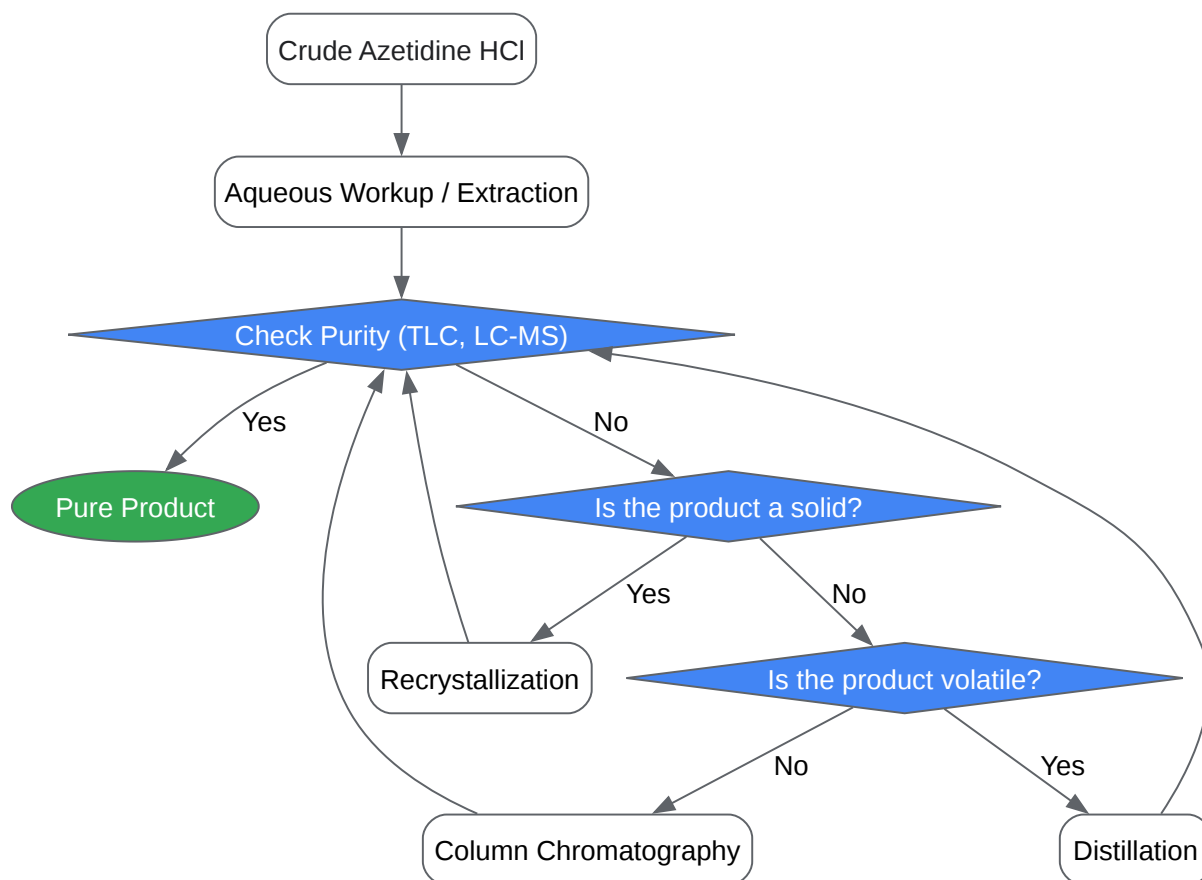 Crude Azetidine HCl
Aqueous Workup / Extraction
Check Purity (TLC, LC-MS)
Yes
No
Pure Product
Is the product a solid?
Yes
No
Recrystallization
Is the product volatile?
No
Yes
Column Chromatography
Distillation